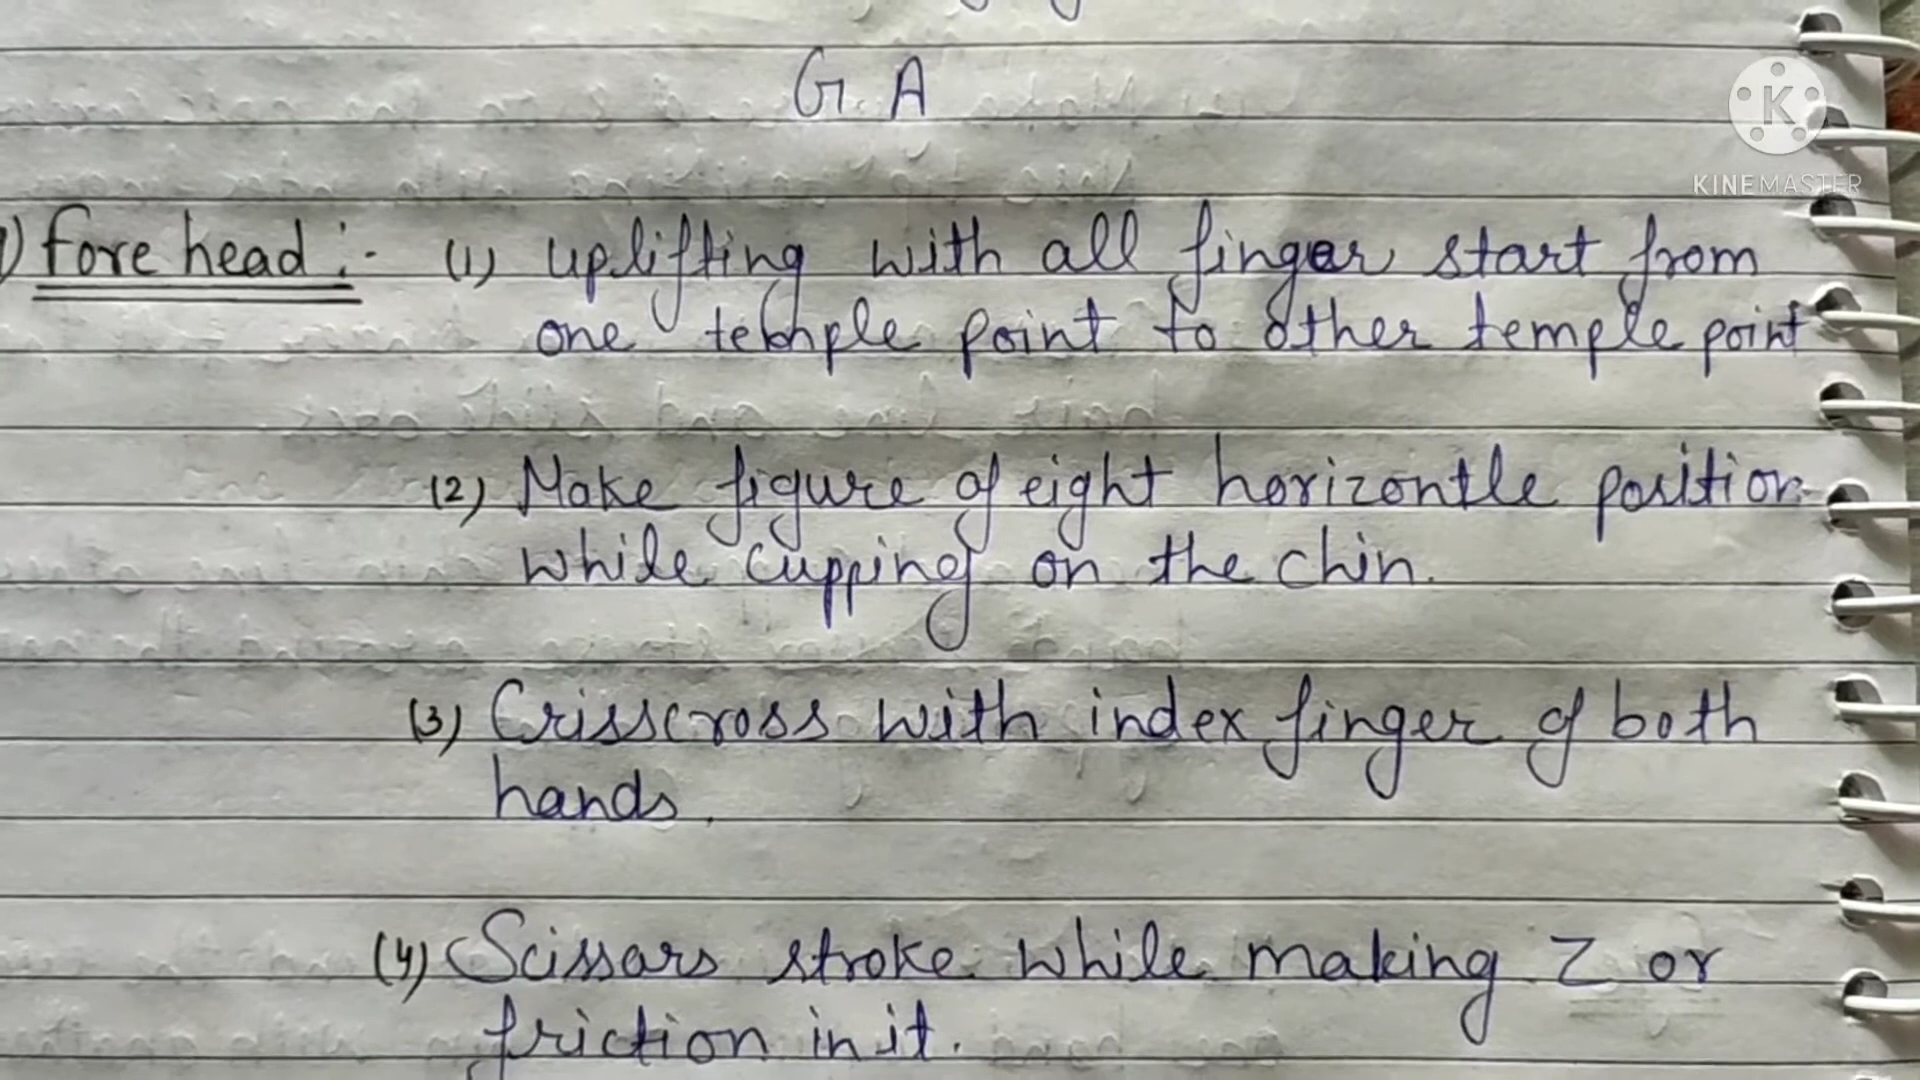 G.A
K
KINEMASTER
1) Fore head :- (1) uplifting with all finger start from
one temple point to other temple point
(2) Make figure of eight horizontle position
while cupping on the chin.
(3) Crisscross with index finger of both
hands.
(4) Scissars stroke while making Z or
friction in it.